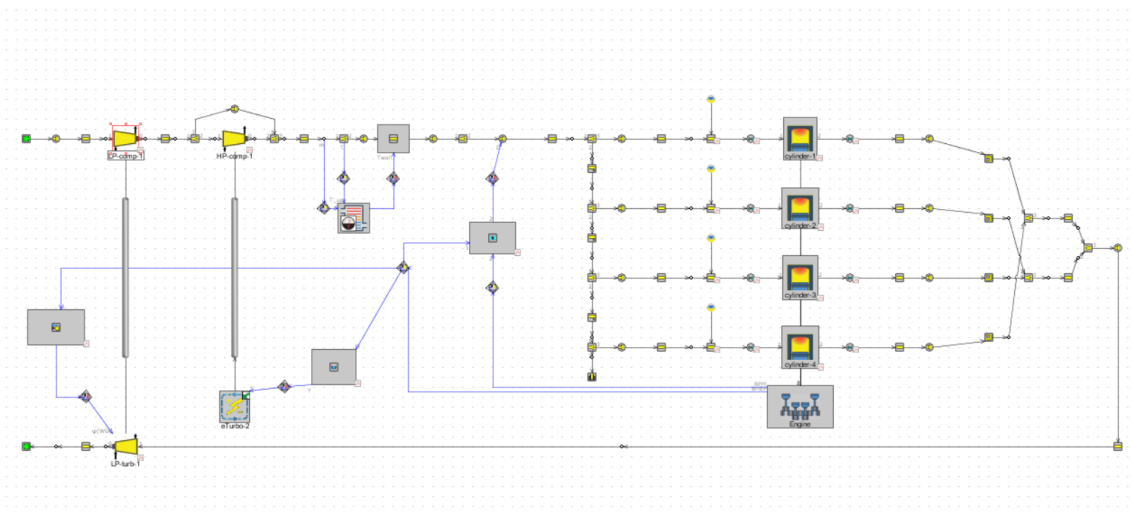 LP-comp-1
HP-comp-1
cylinder-1
cylinder-2
cylinder-3
cylinder-4
Engine
eTurbo-2
LP-turb-1